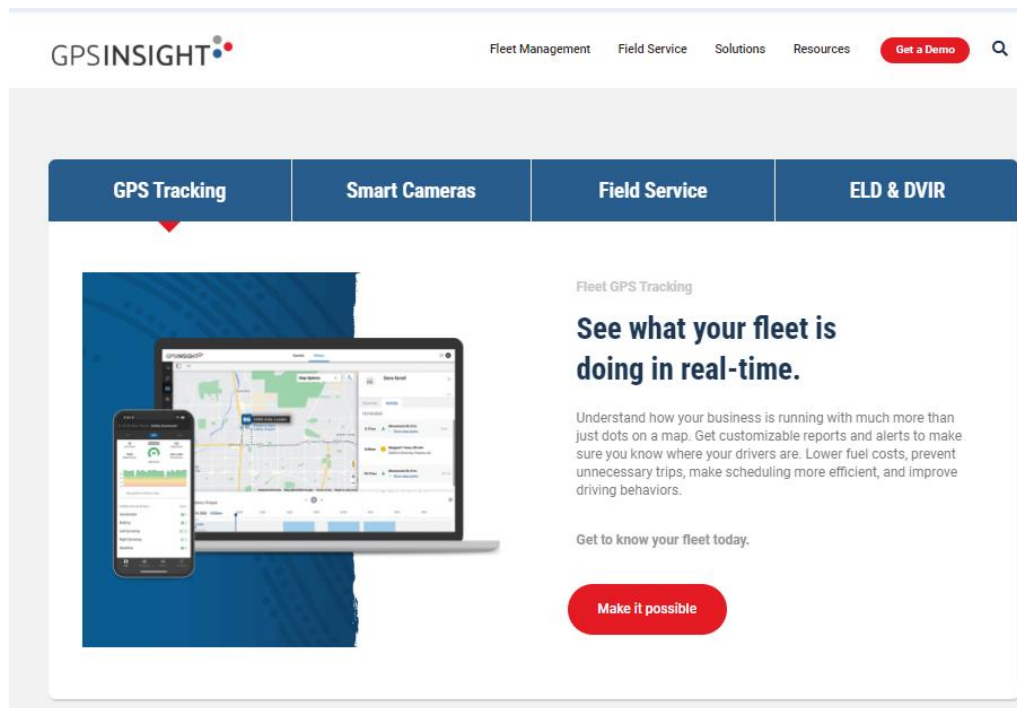 GPSINSIGHT
Fleet Management Field Service Solutions Resources Get a Demo
GPS Tracking Smart Cameras Field Service ELD & DVIR
Fleet GPS Tracking
See what your fleet is
doing in real-time.
Understand how your business is running with much more than
just dots on a map. Get customizable reports and alerts to make
sure you know where your drivers are. Lower fuel costs, prevent
unnecessary trips, make scheduling more efficient, and improve
driving behaviors.
Get to know your fleet today.
Make it possible
GPSINSIGHT
Map Options